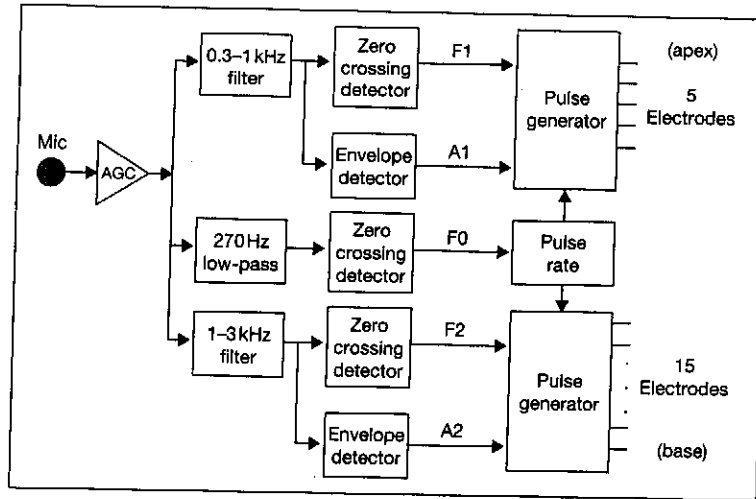 0.3–1 kHz
filter
Zero
crossing
detector
F1
Pulse
generator
(apex)
5
Electrodes
Mic
AGC
Envelope
detector
A1
270 Hz
low-pass
Zero
crossing
detector
F0
Pulse
rate
1–3 kHz
filter
Zero
crossing
detector
F2
Pulse
generator
15
Electrodes
Envelope
detector
A2
(base)